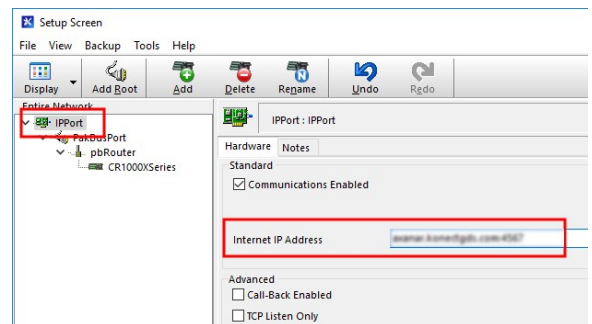 Setup Screen
File View Backup Tools Help
Display Add Root Add Delete Rename Undo Redo
Entire Network
IPPort
PakBusPort
pbRouter
CR1000XSeries
IPPort : IPPort
Hardware Notes
Standard
Communications Enabled
Internet IP Address
Advanced
Call-Back Enabled
TCP Listen Only